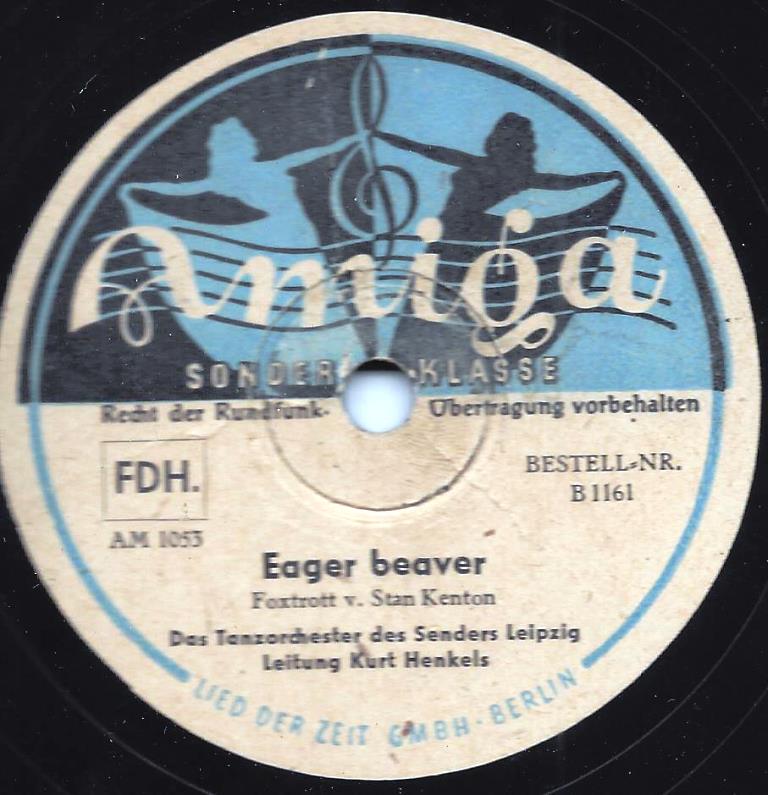 Amiga
SONDER-KLASSE
Recht der Rundfunk- Übertragung vorbehalten
FDH.
BESTELL-NR.
B 1161
AM 1053
Eager beaver
Foxtrott v. Stan Kenton
Das Tanzorchester des Senders Leipzig
Leitung Kurt Henkels
LIED DER ZEIT GMBH · BERLIN